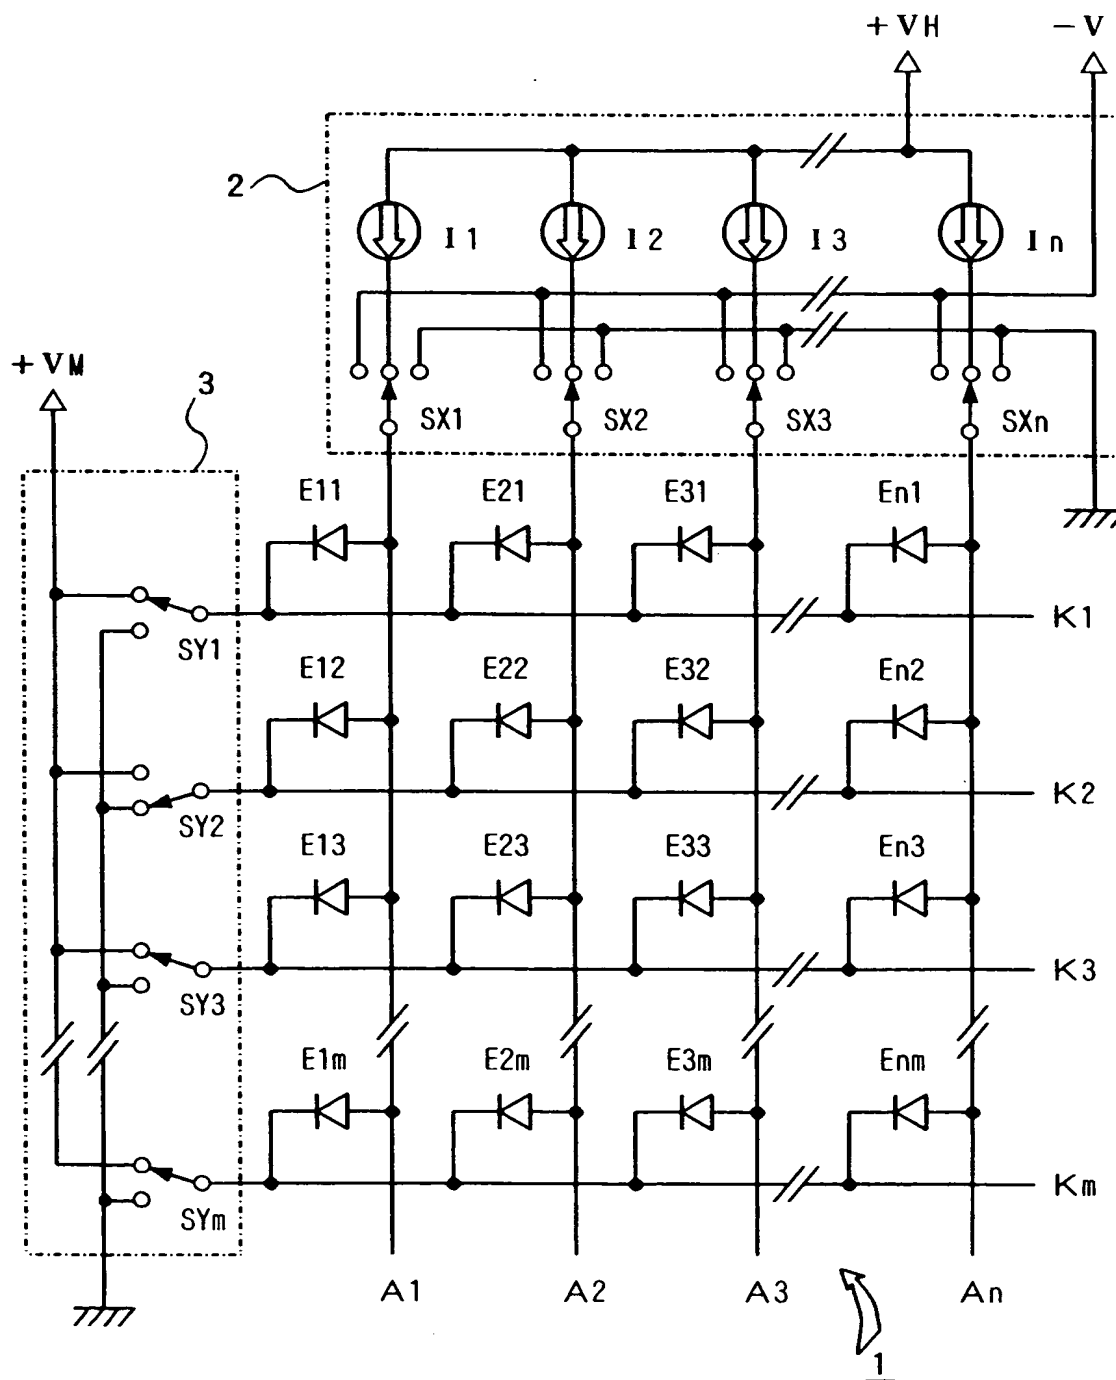 +VH -V
2
I1 I2 I3 In
+VM
3
SX1 SX2 SX3 SXn
E11 E21 E31 En1
K1
SY1
E12 E22 E32 En2
K2
SY2
E13 E23 E33 En3
K3
SY3
E1m E2m E3m Enm
Km
SYm
A1 A2 A3 An
1